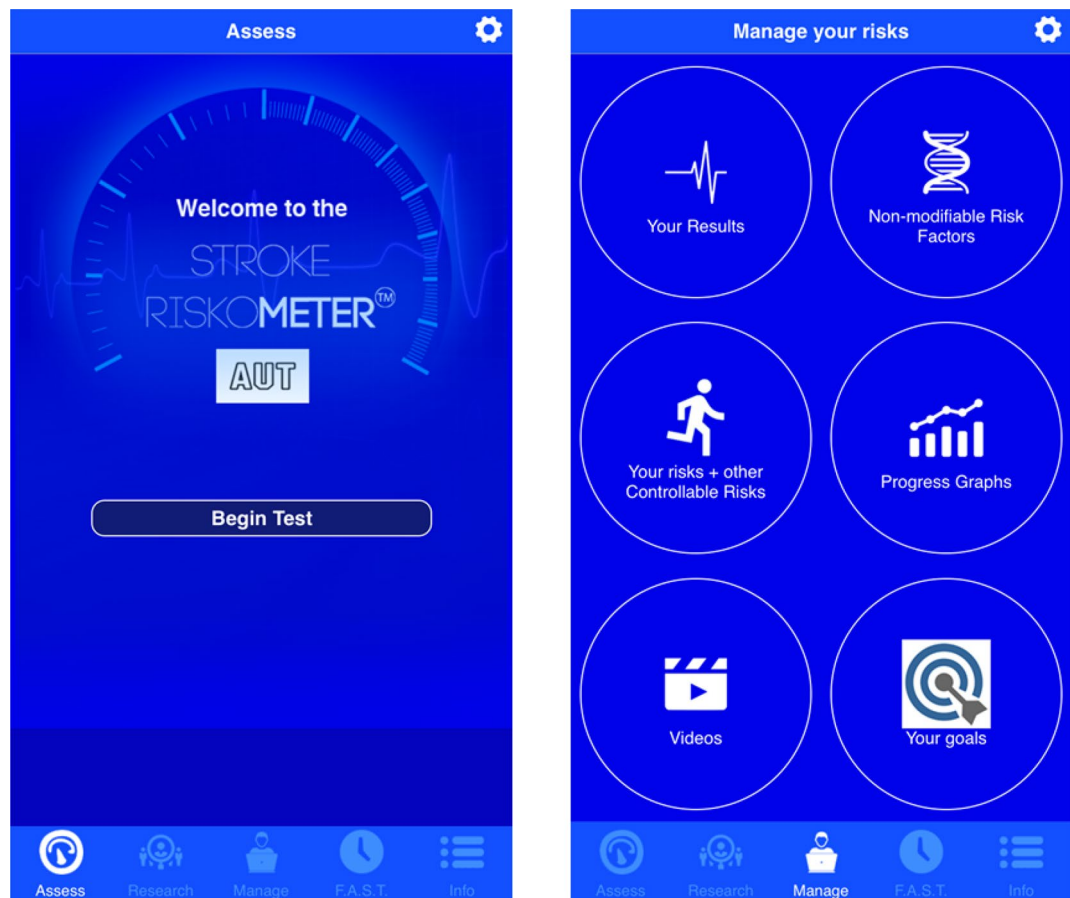 Assess
Welcome to the
STROKE
RISKOMETER™
AUT
Begin Test
Assess
Research
Manage
F.A.S.T.
Info
Manage your risks
Your Results
Non-modifiable Risk
Factors
Your risks + other
Controllable Risks
Progress Graphs
Videos
Your goals
Assess
Research
Manage
F.A.S.T.
Info